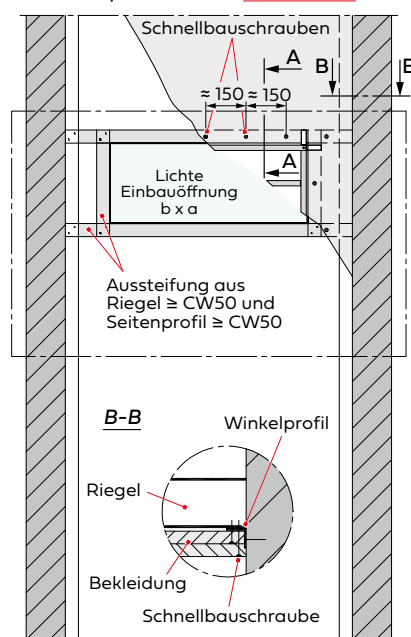 Schnellbauschrauben
A
B
B
≈ 150
≈ 150
A
Lichte
Einbauöffnung
b x a
Aussteifung aus
Riegel ≥ CW50 und
Seitenprofil ≥ CW50
B-B
Winkelprofil
Riegel
Bekleidung
Schnellbauschraube